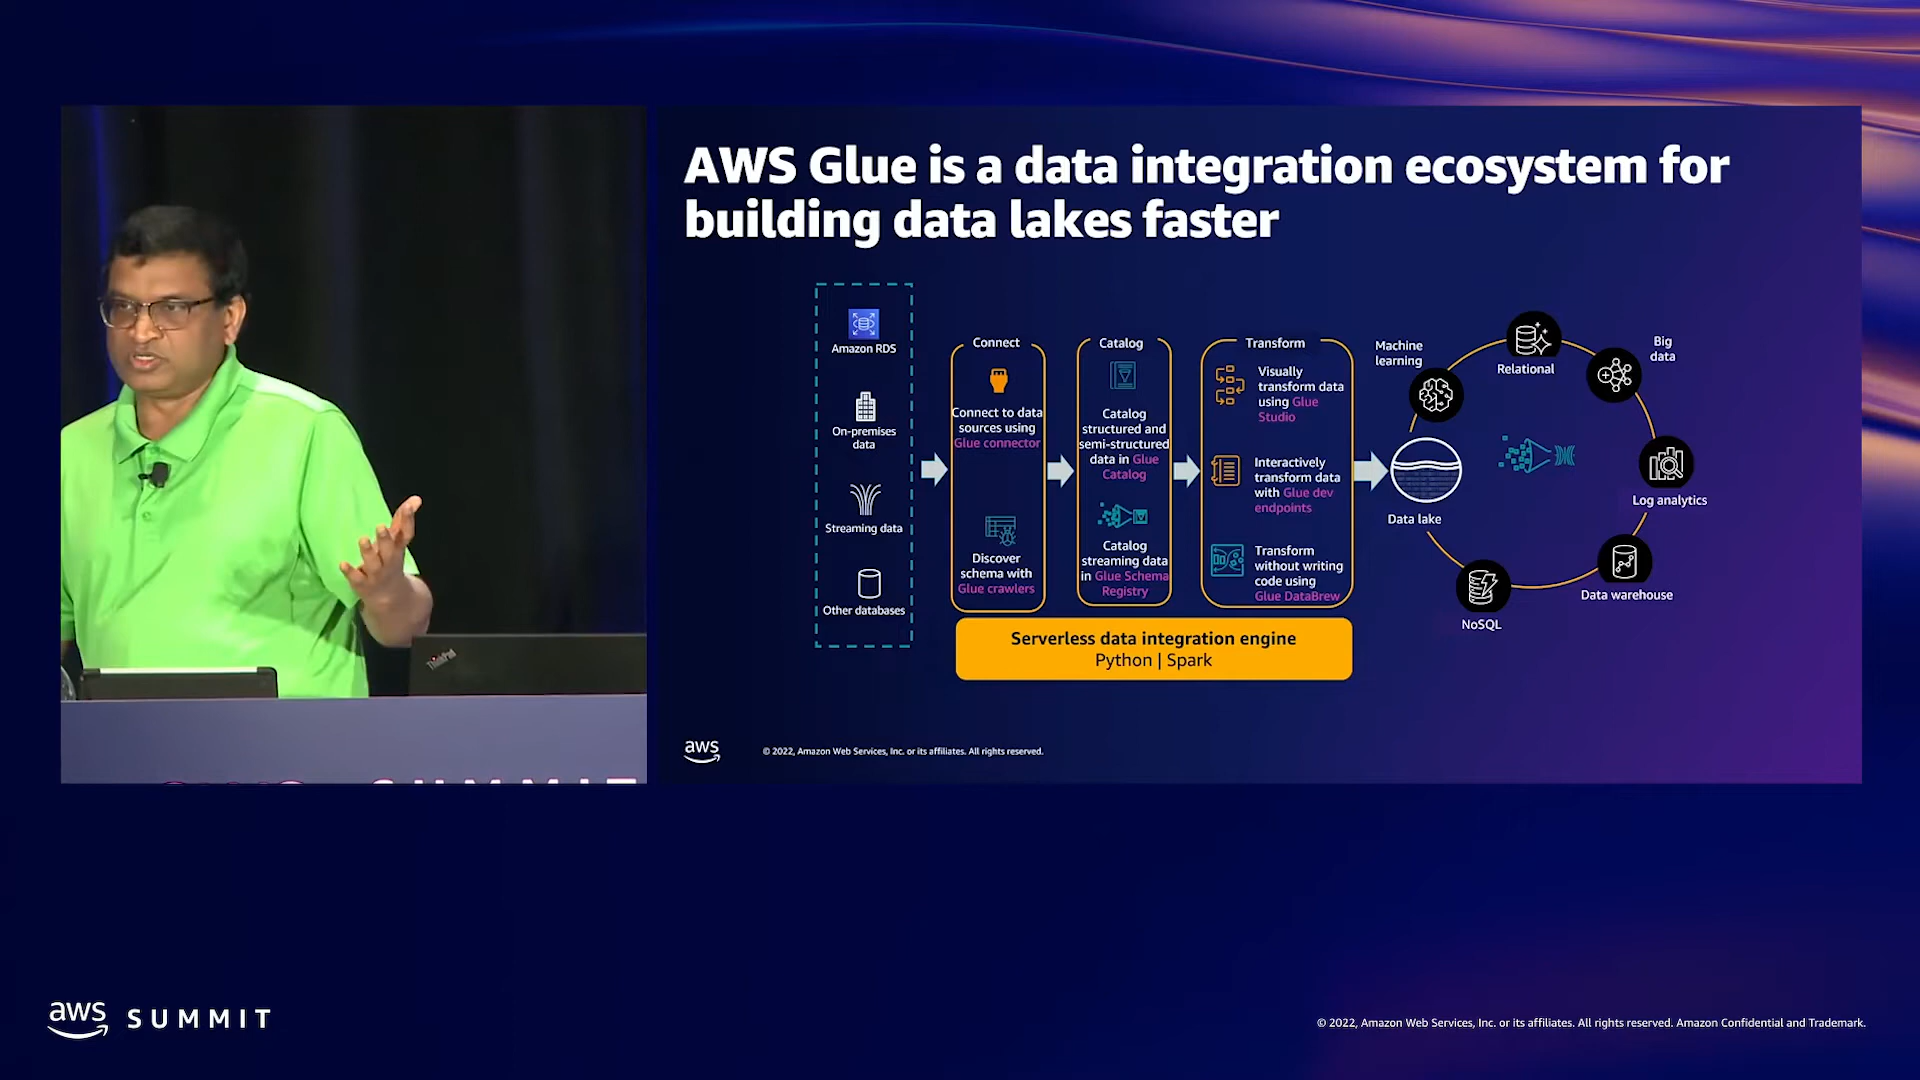 AWS Glue is a data integration ecosystem for
building data lakes faster
Amazon RDS
On-premises
data
Streaming data
Other databases
Connect
Connect to data
sources using
Glue connector
Discover
schema with
Glue crawlers
Catalog
Catalog
structured and
semi-structured
data in Glue
Catalog
Catalog
streaming data
in Glue Schema
Registry
Transform
Visually
transform data
using Glue
Studio
Interactively
transform data
with Glue dev
endpoints
Transform
without writing
code using
Glue DataBrew
Serverless data integration engine
Python | Spark
Machine
learning
Relational
Big
data
Log analytics
Data warehouse
NoSQL
Data lake
aws
© 2022, Amazon Web Services, Inc. or its affiliates. All rights reserved.
ThinkPad
aws SUMMIT
© 2022, Amazon Web Services, Inc. or its affiliates. All rights reserved. Amazon Confidential and Trademark.